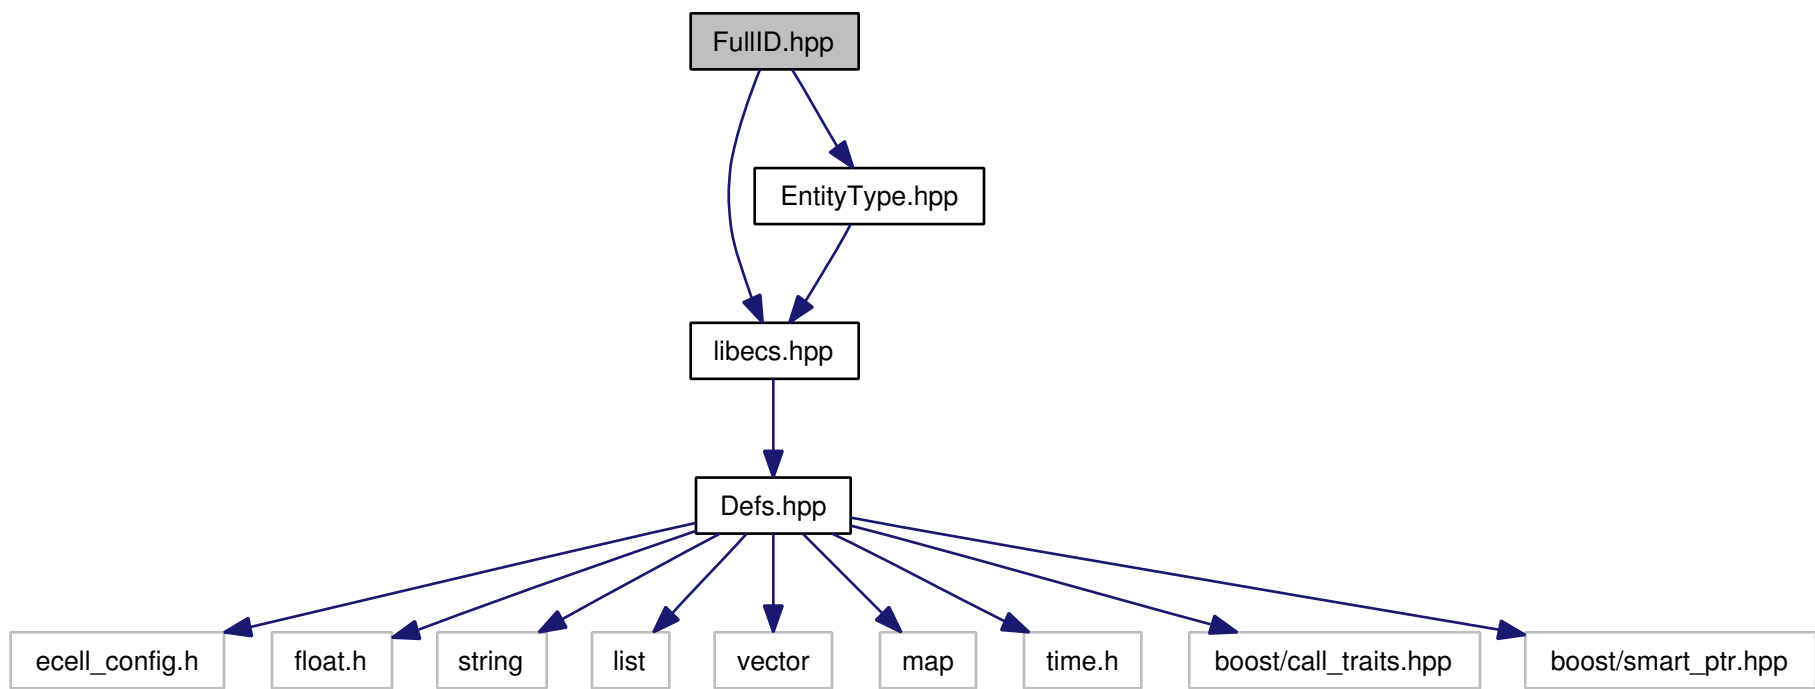 FullID.hpp
EntityType.hpp
libecs.hpp
Defs.hpp
ecell_config.h
float.h
string
list
vector
map
time.h
boost/call_traits.hpp
boost/smart_ptr.hpp